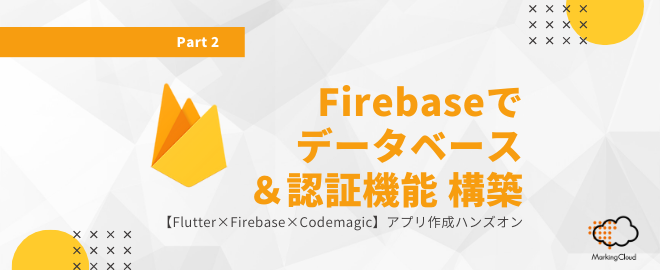 Part 2
Firebaseで
データベース
&認証機能 構築
【Flutter×Firebase×Codemagic】アプリ作成ハンズオン
MarkingCloud